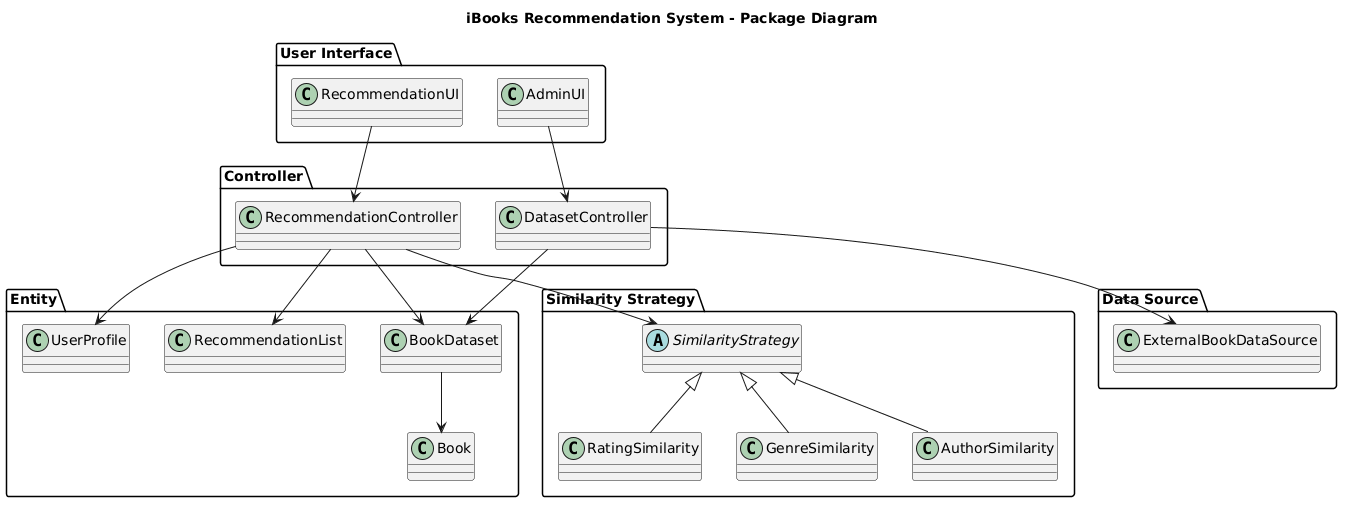 iBooks Recommendation System - Package Diagram
User Interface
C RecommendationUI
C AdminUI
Controller
C RecommendationController
C DatasetController
Entity
C UserProfile
C RecommendationList
C BookDataset
C Book
Similarity Strategy
A SimilarityStrategy
C RatingSimilarity
C GenreSimilarity
C AuthorSimilarity
Data Source
C ExternalBookDataSource